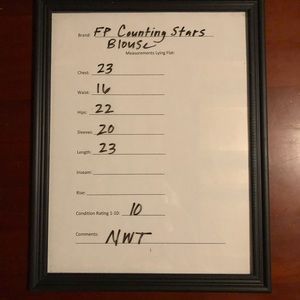 Brand: FP Counting Stars
Blouse
Measurements Lying Flat:
Chest: 23
Waist: 16
Hips: 22
Sleeves: 20
Length: 23
Inseam:
Rise:
Condition Rating 1-10: 10
Comments: NWT